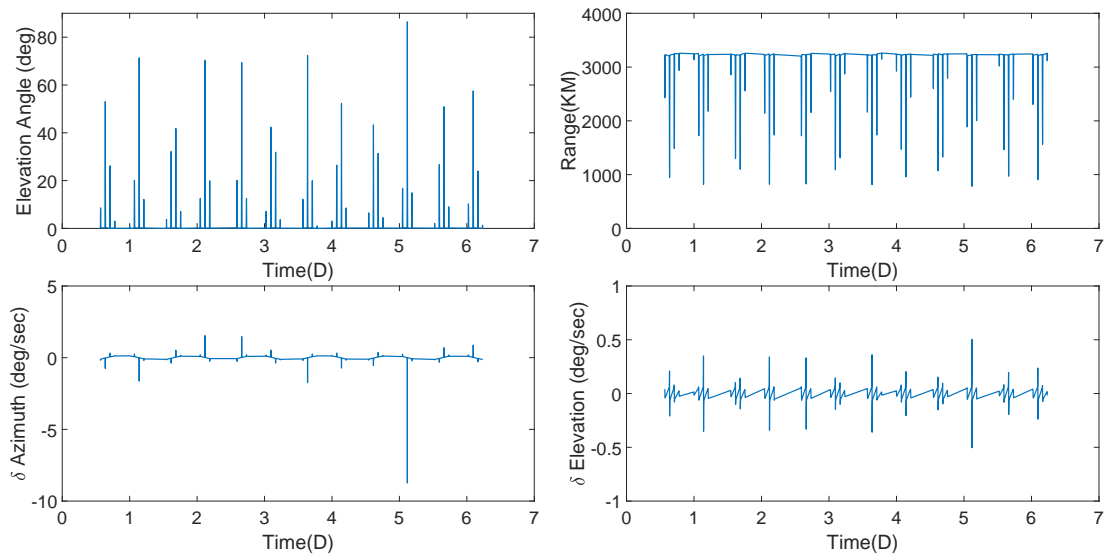 80
60
40
20
0
0 1 2 3 4 5 6 7
Elevation Angle (deg)
Time(D)
4000
3000
2000
1000
0
0 1 2 3 4 5 6 7
Range(KM)
Time(D)
5
0
-5
-10
0 1 2 3 4 5 6 7
δ Azimuth (deg/sec)
Time(D)
1
0.5
0
-0.5
-1
0 1 2 3 4 5 6 7
δ Elevation (deg/sec)
Time(D)